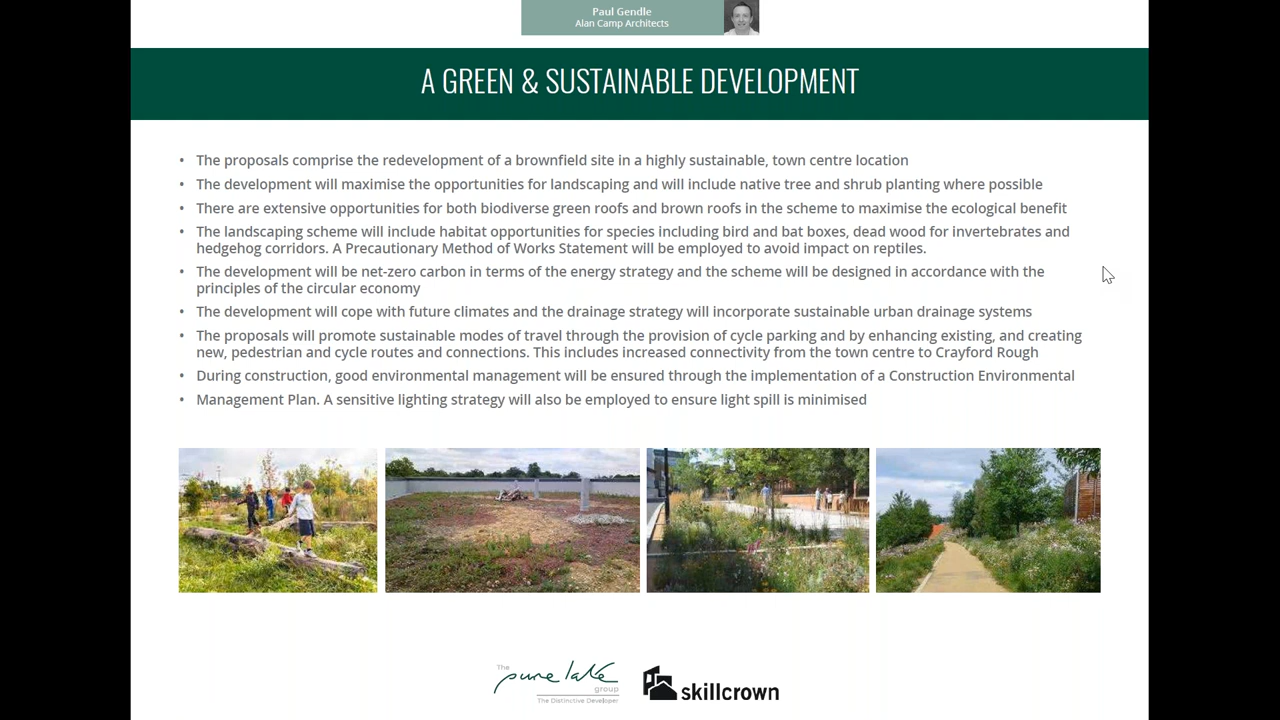 Paul Gendle
Alan Camp Architects
A GREEN & SUSTAINABLE DEVELOPMENT
• The proposals comprise the redevelopment of a brownfield site in a highly sustainable, town centre location
• The development will maximise the opportunities for landscaping and will include native tree and shrub planting where possible
• There are extensive opportunities for both biodiverse green roofs and brown roofs in the scheme to maximise the ecological benefit
• The landscaping scheme will include habitat opportunities for species including bird and bat boxes, dead wood for invertebrates and
hedgehog corridors. A Precautionary Method of Works Statement will be employed to avoid impact on reptiles.
• The development will be net-zero carbon in terms of the energy strategy and the scheme will be designed in accordance with the
principles of the circular economy
• The development will cope with future climates and the drainage strategy will incorporate sustainable urban drainage systems
• The proposals will promote sustainable modes of travel through the provision of cycle parking and by enhancing existing, and creating
new, pedestrian and cycle routes and connections. This includes increased connectivity from the town centre to Crayford Rough
• During construction, good environmental management will be ensured through the implementation of a Construction Environmental
• Management Plan. A sensitive lighting strategy will also be employed to ensure light spill is minimised
The
pure lake
group
The Distinctive Developer
skillcrown